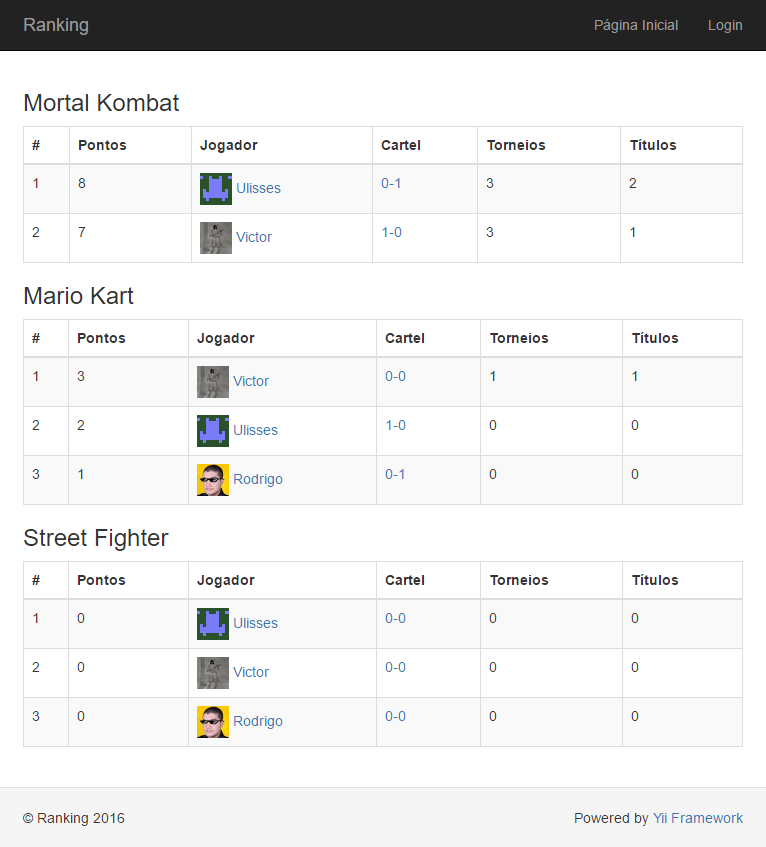 Ranking Página Inicial Login
Mortal Kombat
# Pontos Jogador Cartel Torneios Títulos
1 8 Ulisses 0-1 3 2
2 7 Victor 1-0 3 1
Mario Kart
# Pontos Jogador Cartel Torneios Títulos
1 3 Victor 0-0 1 1
2 2 Ulisses 1-0 0 0
3 1 Rodrigo 0-1 0 0
Street Fighter
# Pontos Jogador Cartel Torneios Títulos
1 0 Ulisses 0-0 0 0
2 0 Victor 0-0 0 0
3 0 Rodrigo 0-0 0 0
© Ranking 2016 Powered by Yii Framework